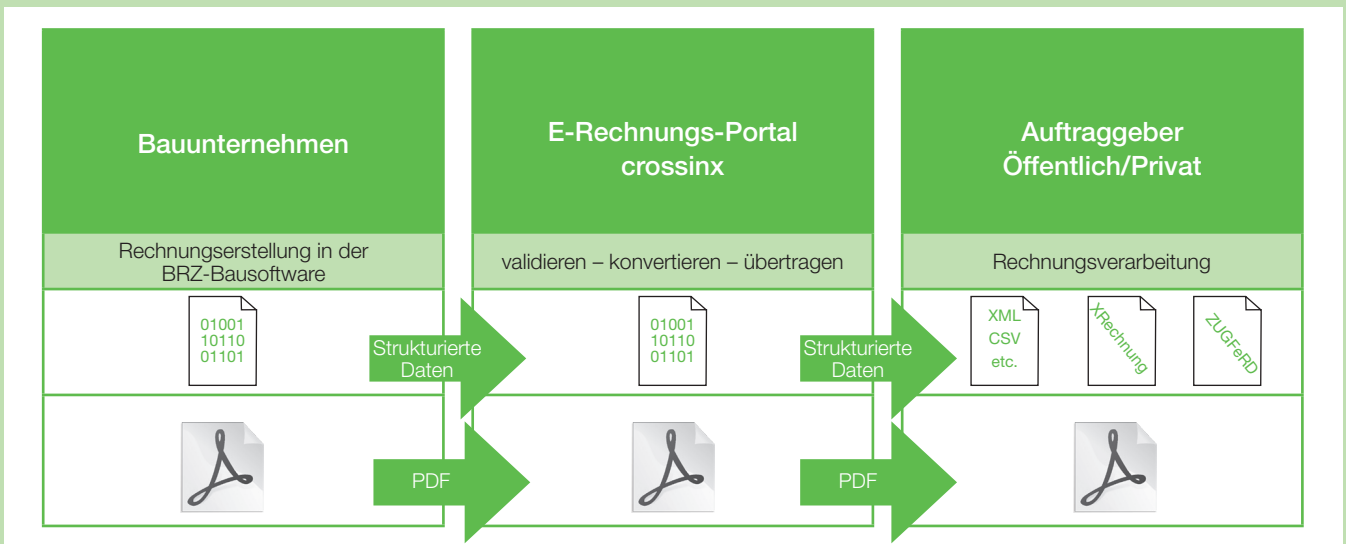 Bauunternehmen
E-Rechnungs-Portal
crossinx
Auftraggeber
Öffentlich/Privat
Rechnungserstellung in der
BRZ-Bausoftware
validieren – konvertieren – übertragen
Rechnungsverarbeitung
01001
10110
01101
Strukturierte
Daten
01001
10110
01101
Strukturierte
Daten
XML
CSV
etc.
XRechnung
ZUGFeRD
PDF
PDF